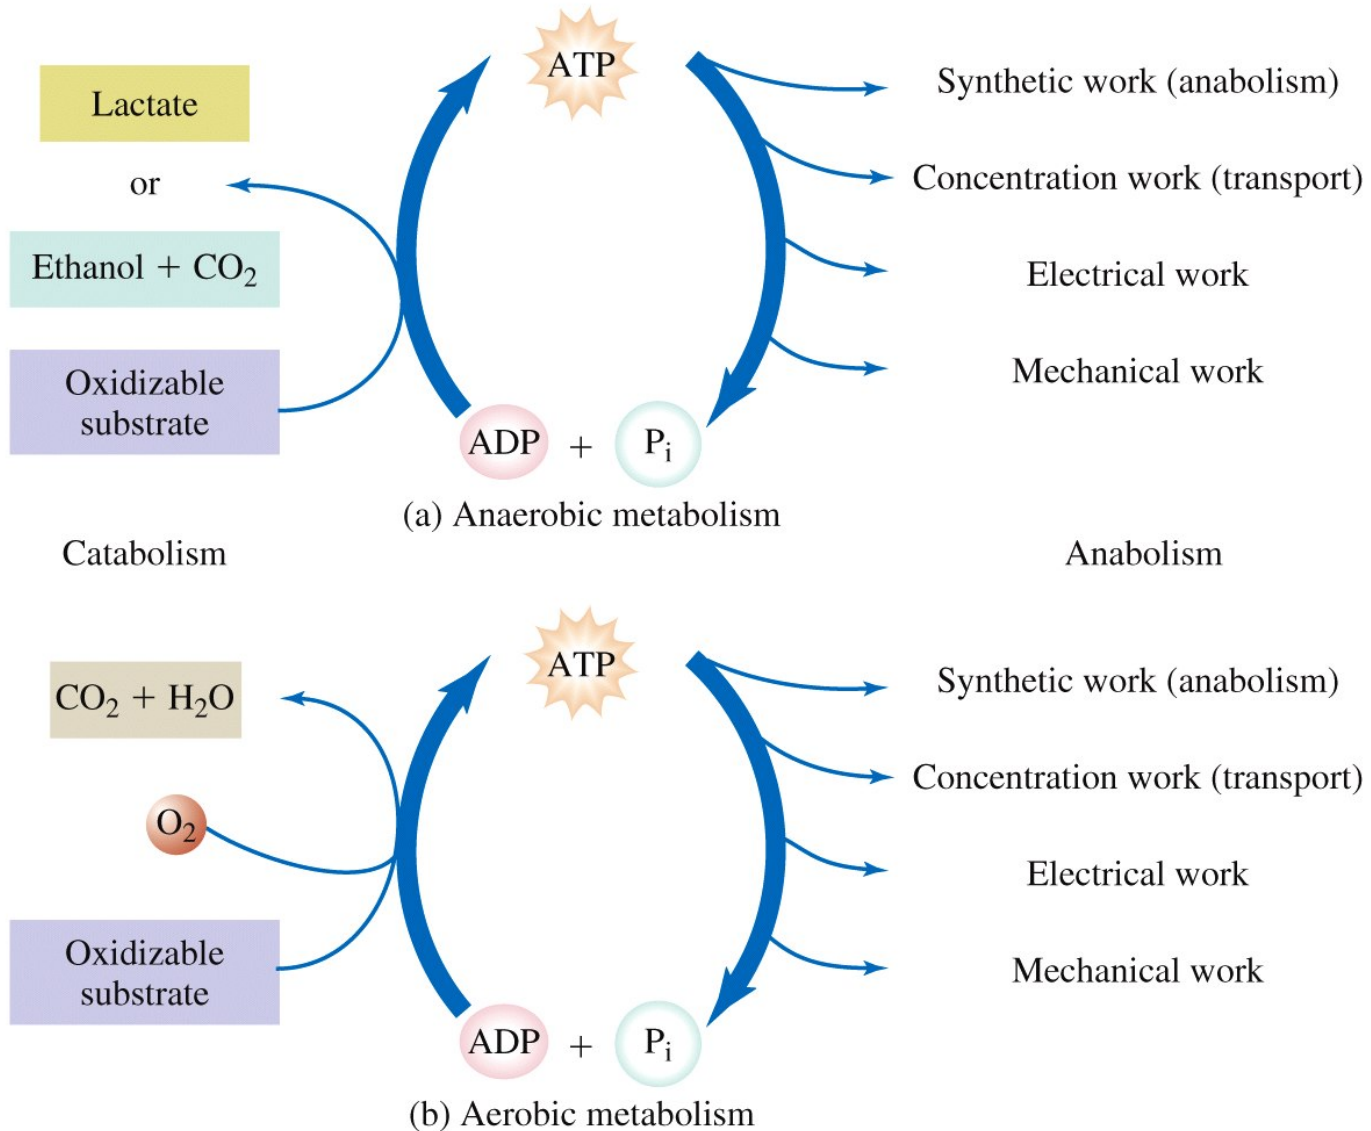 ATP
Lactate
or
Ethanol + CO₂
Oxidizable
substrate
Synthetic work (anabolism)
Concentration work (transport)
Electrical work
Mechanical work
ADP + Pᵢ
(a) Anaerobic metabolism
Catabolism
Anabolism
ATP
CO₂ + H₂O
O₂
Oxidizable
substrate
Synthetic work (anabolism)
Concentration work (transport)
Electrical work
Mechanical work
ADP + Pᵢ
(b) Aerobic metabolism